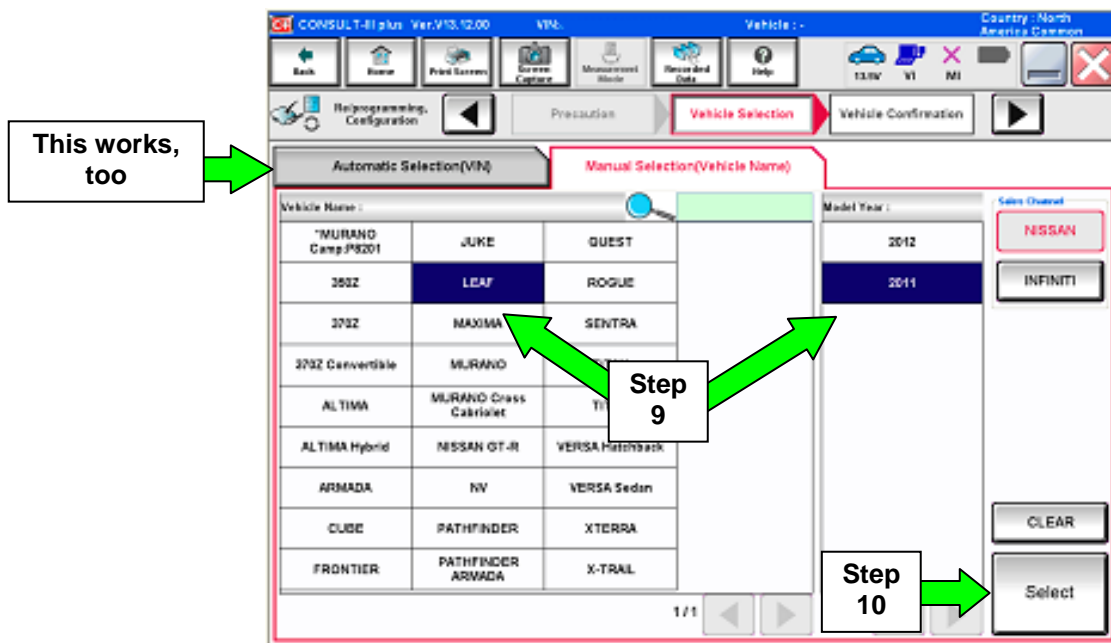 CONSULT-III plus Ver.V13.12.00 VIN:. Vehicle : - Country : North
America Common
Back Home Print Screen Screen Capture Measurement Mode Recorded Data Help 13.8V VI MI
Reprogramming, Configuration Precaution Vehicle Selection Vehicle Confirmation
This works,
too
Automatic Selection(VIN) Manual Selection(Vehicle Name)
Vehicle Name : Model Year : Sales Channel
*MURANO Camp:P8201 JUKE QUEST 2012 NISSAN
350Z LEAF ROGUE 2011 INFINITI
370Z MAXIMA SENTRA
370Z Convertible MURANO
Step
9
ALTIMA MURANO Cross Cabriolet
ALTIMA Hybrid NISSAN GT-R VERSA Hatchback
ARMADA NV VERSA Sedan
CUBE PATHFINDER XTERRA CLEAR
FRONTIER PATHFINDER ARMADA X-TRAIL
Step
10
Select
1/1